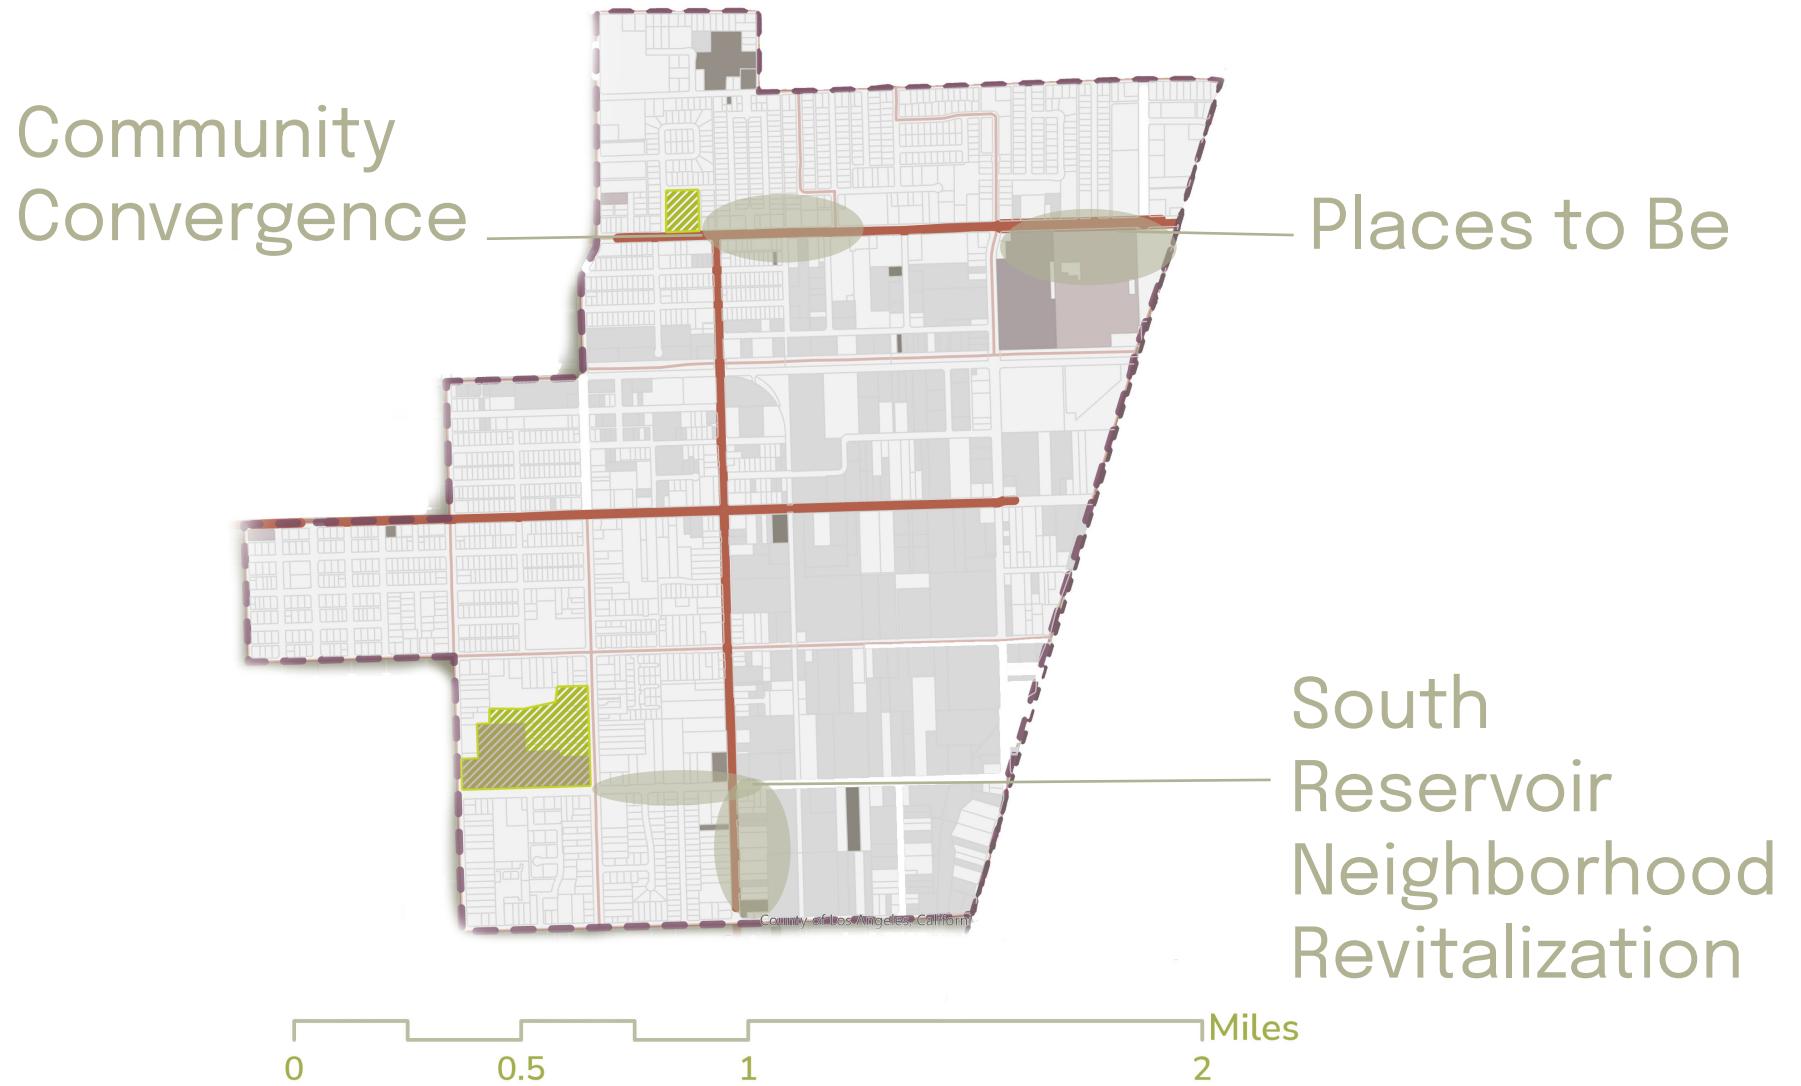 Community
Convergence
Places to Be
South
Reservoir
Neighborhood
Revitalization
County of Los Angeles, Californi
Miles
0 0.5 1 2